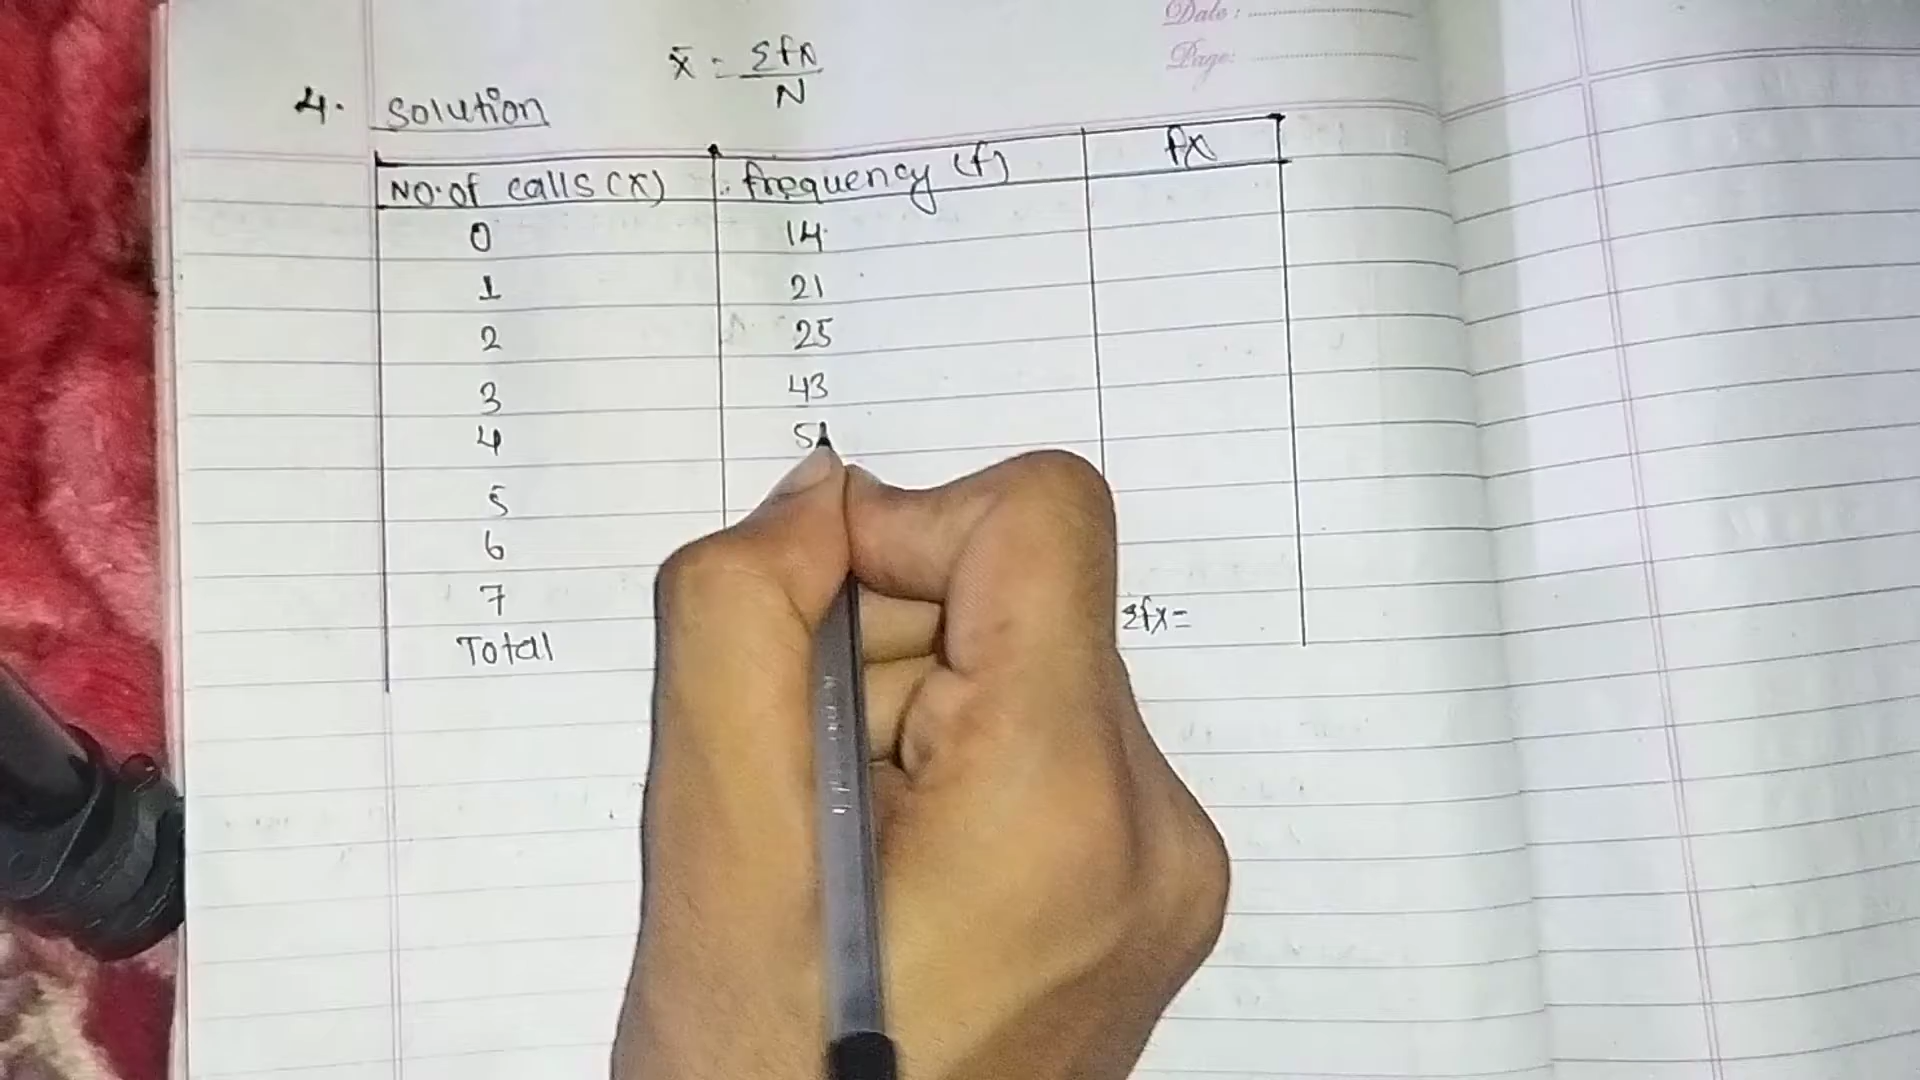 Date:
Page:
x̄ = Σfx
N
4. Solution
No. of calls (x) frequency (f) fx
0 14
1 21
2 25
3 43
4 5
5
6
7 Σfx=
Total